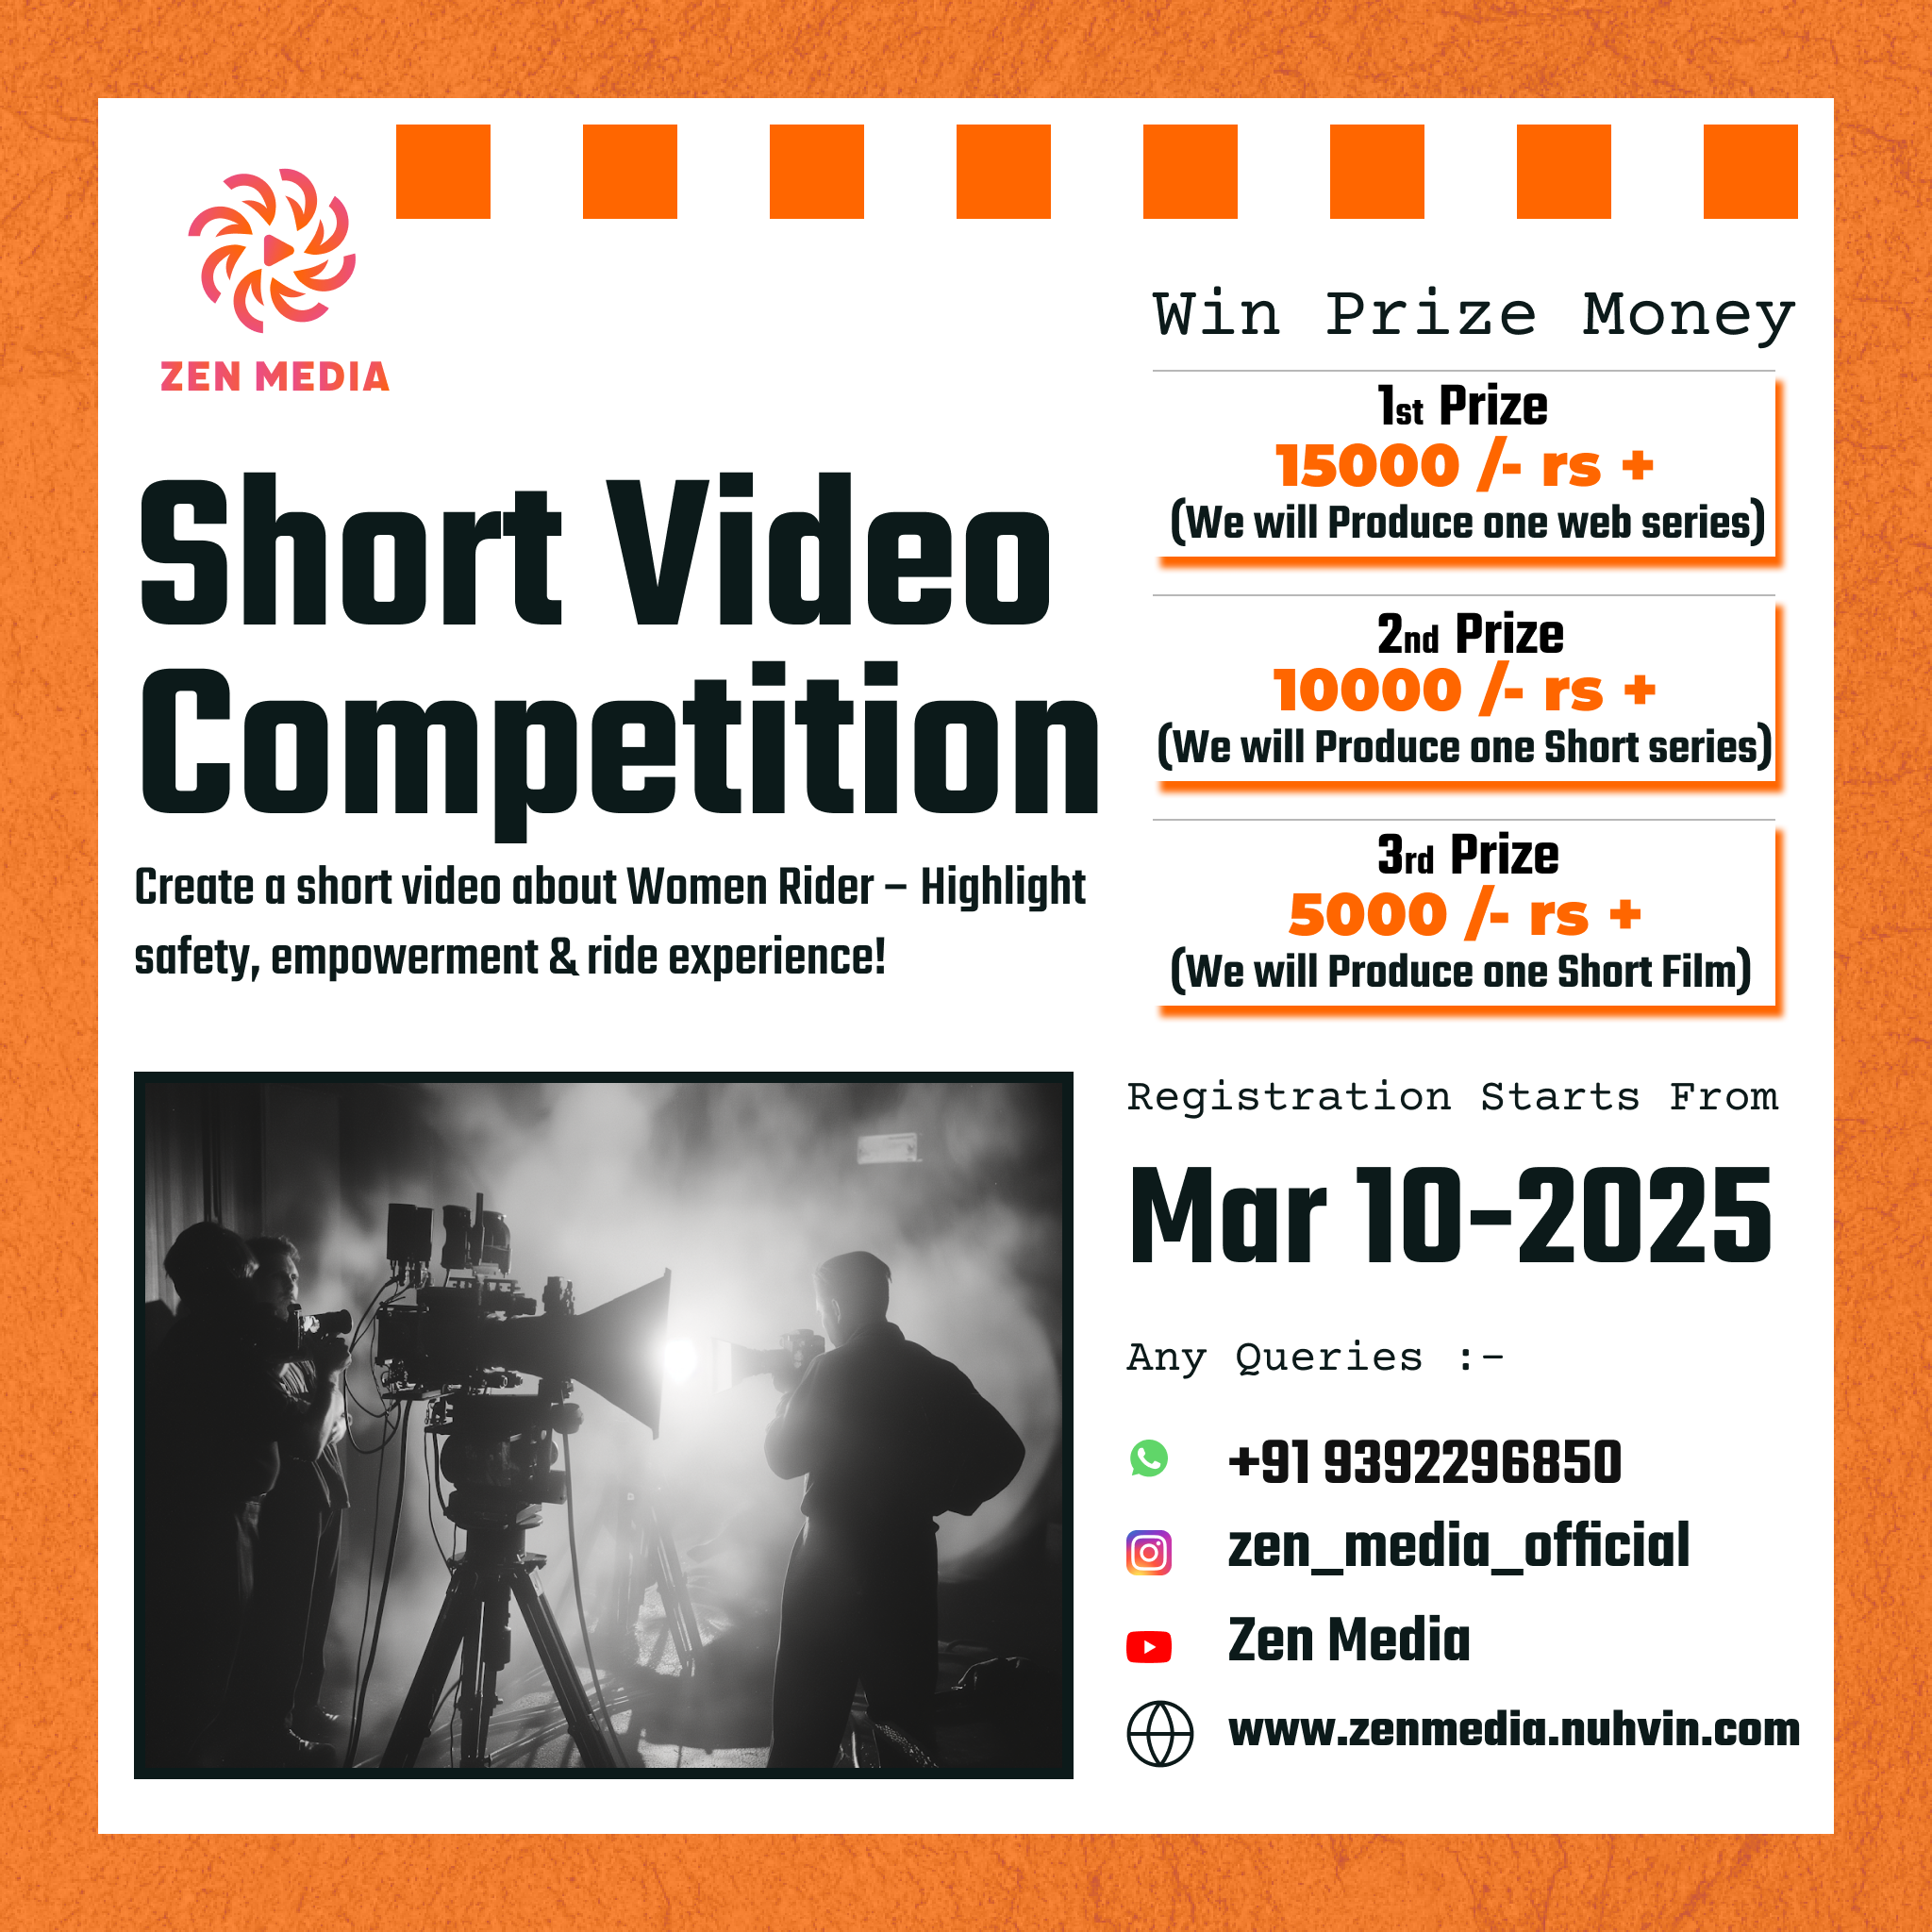 ZEN MEDIA
Short Video
Competition
Create a short video about Women Rider – Highlight
safety, empowerment & ride experience!
Win Prize Money
1st Prize
15000 /- rs +
(We will Produce one web series)
2nd Prize
10000 /- rs +
(We will Produce one Short series)
3rd Prize
5000 /- rs +
(We will Produce one Short Film)
Registration Starts From
Mar 10-2025
Any Queries :-
+91 9392296850
zen_media_official
Zen Media
www.zenmedia.nuhvin.com